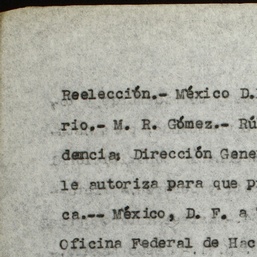 Reelección.- México D.
rio.- M. R. Gómez.- Rú
dencia; Dirección Gene
le autoriza para que p
ca.-- México, D. F. a
Oficina Federal de Hac